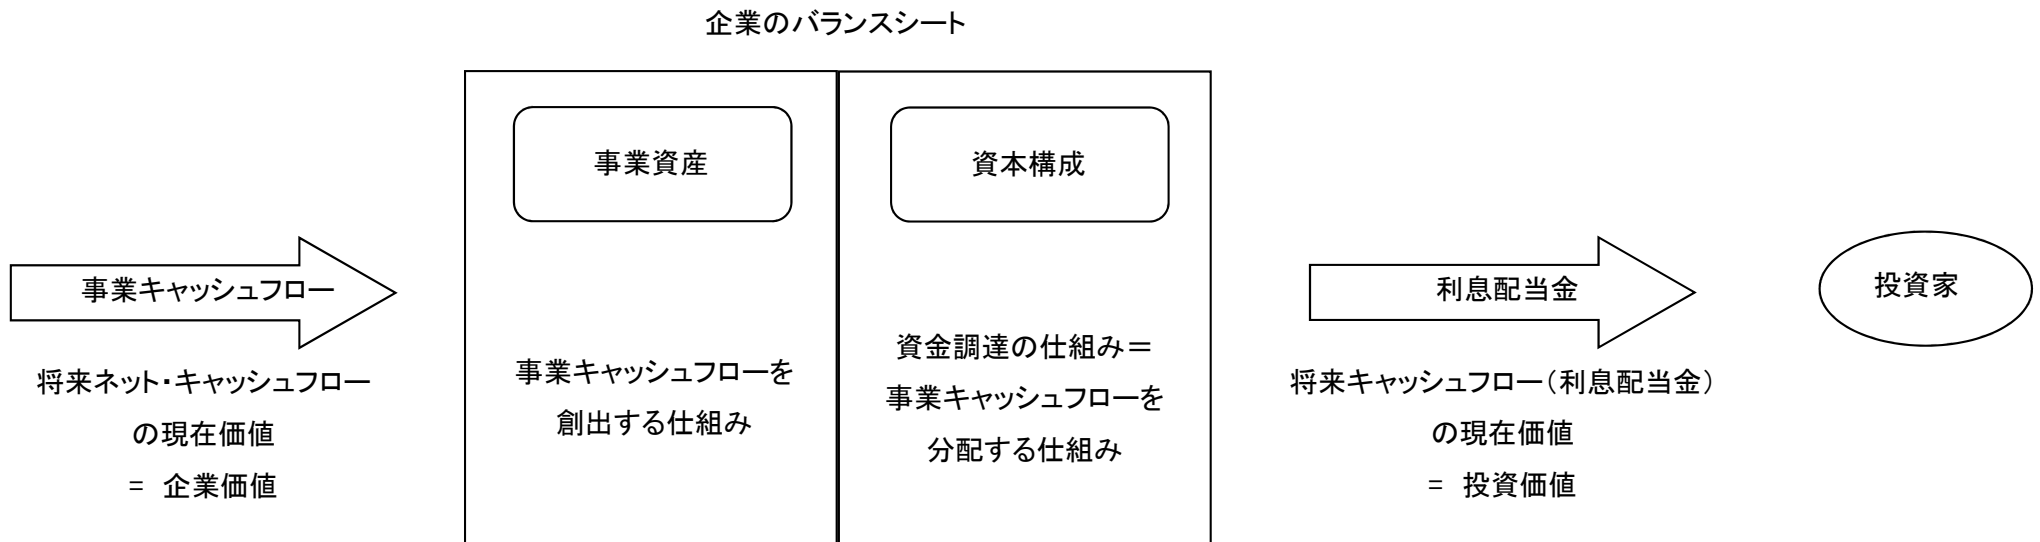 企業のバランスシート
事業資産
資本構成
事業キャッシュフロー
将来ネット・キャッシュフロー
の現在価値
= 企業価値
事業キャッシュフローを
創出する仕組み
資金調達の仕組み＝
事業キャッシュフローを
分配する仕組み
利息配当金
将来キャッシュフロー（利息配当金）
の現在価値
= 投資価値
投資家